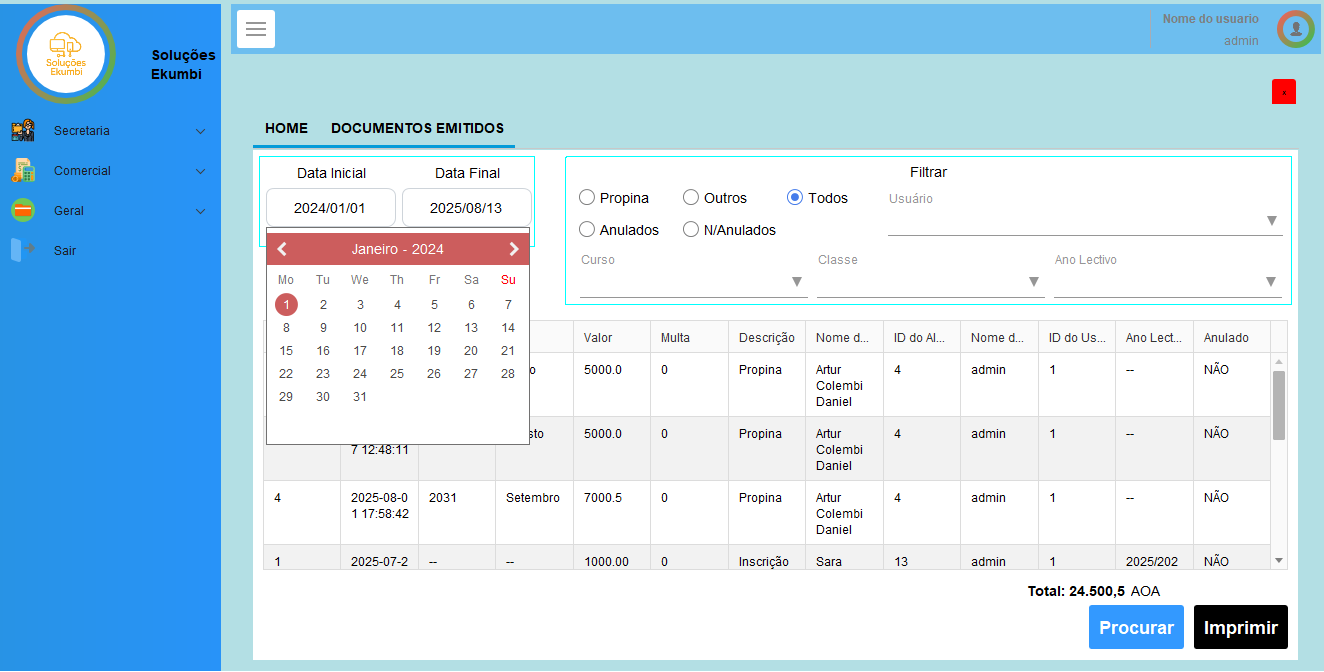 Soluções
Ekumbi
Soluções
Ekumbi
Nome do usuario
admin
Secretaria
Comercial
Geral
Sair
x
HOME DOCUMENTOS EMITIDOS
Data Inicial Data Final
2024/01/01 2025/08/13
Janeiro - 2024
Mo Tu We Th Fr Sa Su
1 2 3 4 5 6 7
8 9 10 11 12 13 14
15 16 17 18 19 20 21
22 23 24 25 26 27 28
29 30 31
Filtrar
Propina Outros Todos Usuário
Anulados N/Anulados
Curso Classe Ano Lectivo
Valor Multa Descrição Nome d... ID do Al... Nome d... ID do Us... Ano Lect... Anulado
o 5000.0 0 Propina Artur 4 admin 1 -- NÃO
Colembi
Daniel
sto 5000.0 0 Propina Artur 4 admin 1 -- NÃO
7 12:48:11 Colembi
Daniel
4 2025-08-0 2031 Setembro 7000.5 0 Propina Artur 4 admin 1 -- NÃO
1 17:58:42 Colembi
Daniel
1 2025-07-2 -- -- 1000.00 0 Inscrição Sara 13 admin 1 2025/202 NÃO
Total: 24.500,5 AOA
Procurar Imprimir